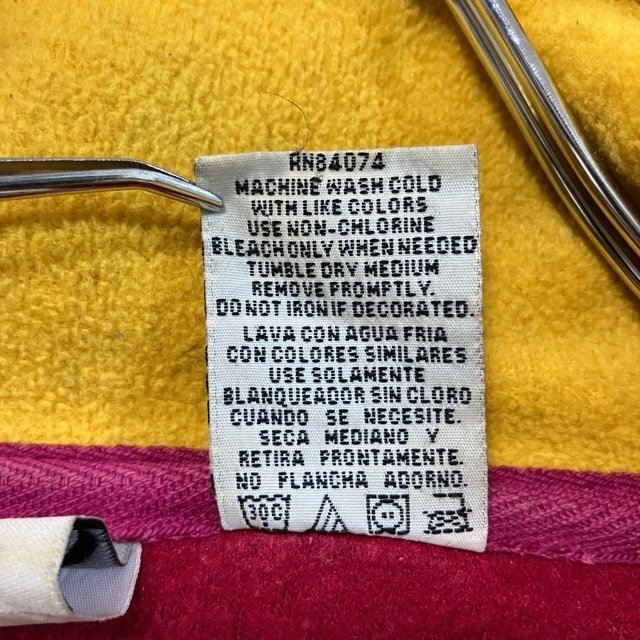 RN84074
MACHINE WASH COLD
WITH LIKE COLORS
USE NON-CHLORINE
BLEACH ONLY WHEN NEEDED
TUMBLE DRY MEDIUM
REMOVE PROMPTLY.
DO NOT IRON IF DECORATED.
LAVA CON AGUA FRIA
CON COLORES SIMILARES
USE SOLAMENTE
BLANQUEADOR SIN CLORO
CUANDO SE NECESITE.
SECA MEDIANO Y
RETIRA PRONTAMENTE.
NO PLANCHA ADORNO.
30C